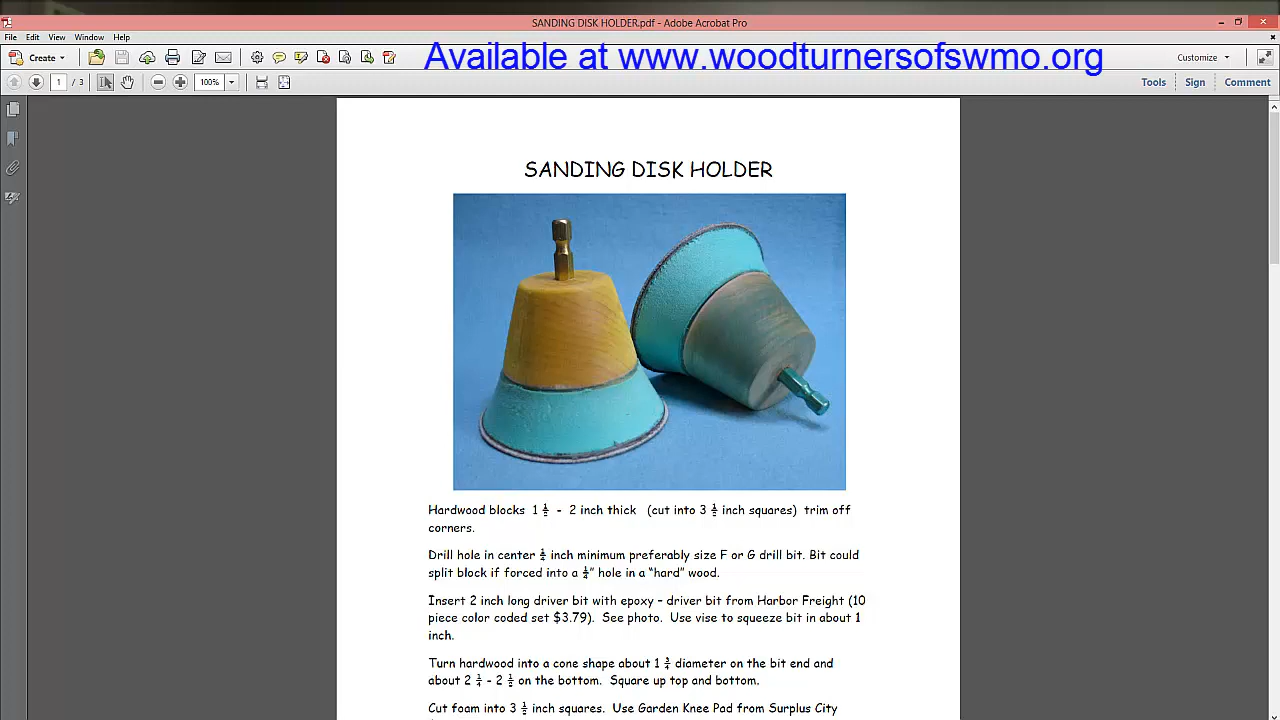 SANDING DISK HOLDER.pdf - Adobe Acrobat Pro
File Edit View Window Help
Create
Available at www.woodturnersofswmo.org
Customize
1 / 3
100%
Tools
Sign
Comment
SANDING DISK HOLDER
Hardwood blocks 1 ½ - 2 inch thick (cut into 3 ½ inch squares) trim off
corners.
Drill hole in center ¼ inch minimum preferably size F or G drill bit. Bit could
split block if forced into a ¼" hole in a "hard" wood.
Insert 2 inch long driver bit with epoxy – driver bit from Harbor Freight (10
piece color coded set $3.79). See photo. Use vise to squeeze bit in about 1
inch.
Turn hardwood into a cone shape about 1 ¾ diameter on the bit end and
about 2 ¼ - 2 ½ on the bottom. Square up top and bottom.
Cut foam into 3 ½ inch squares. Use Garden Knee Pad from Surplus City